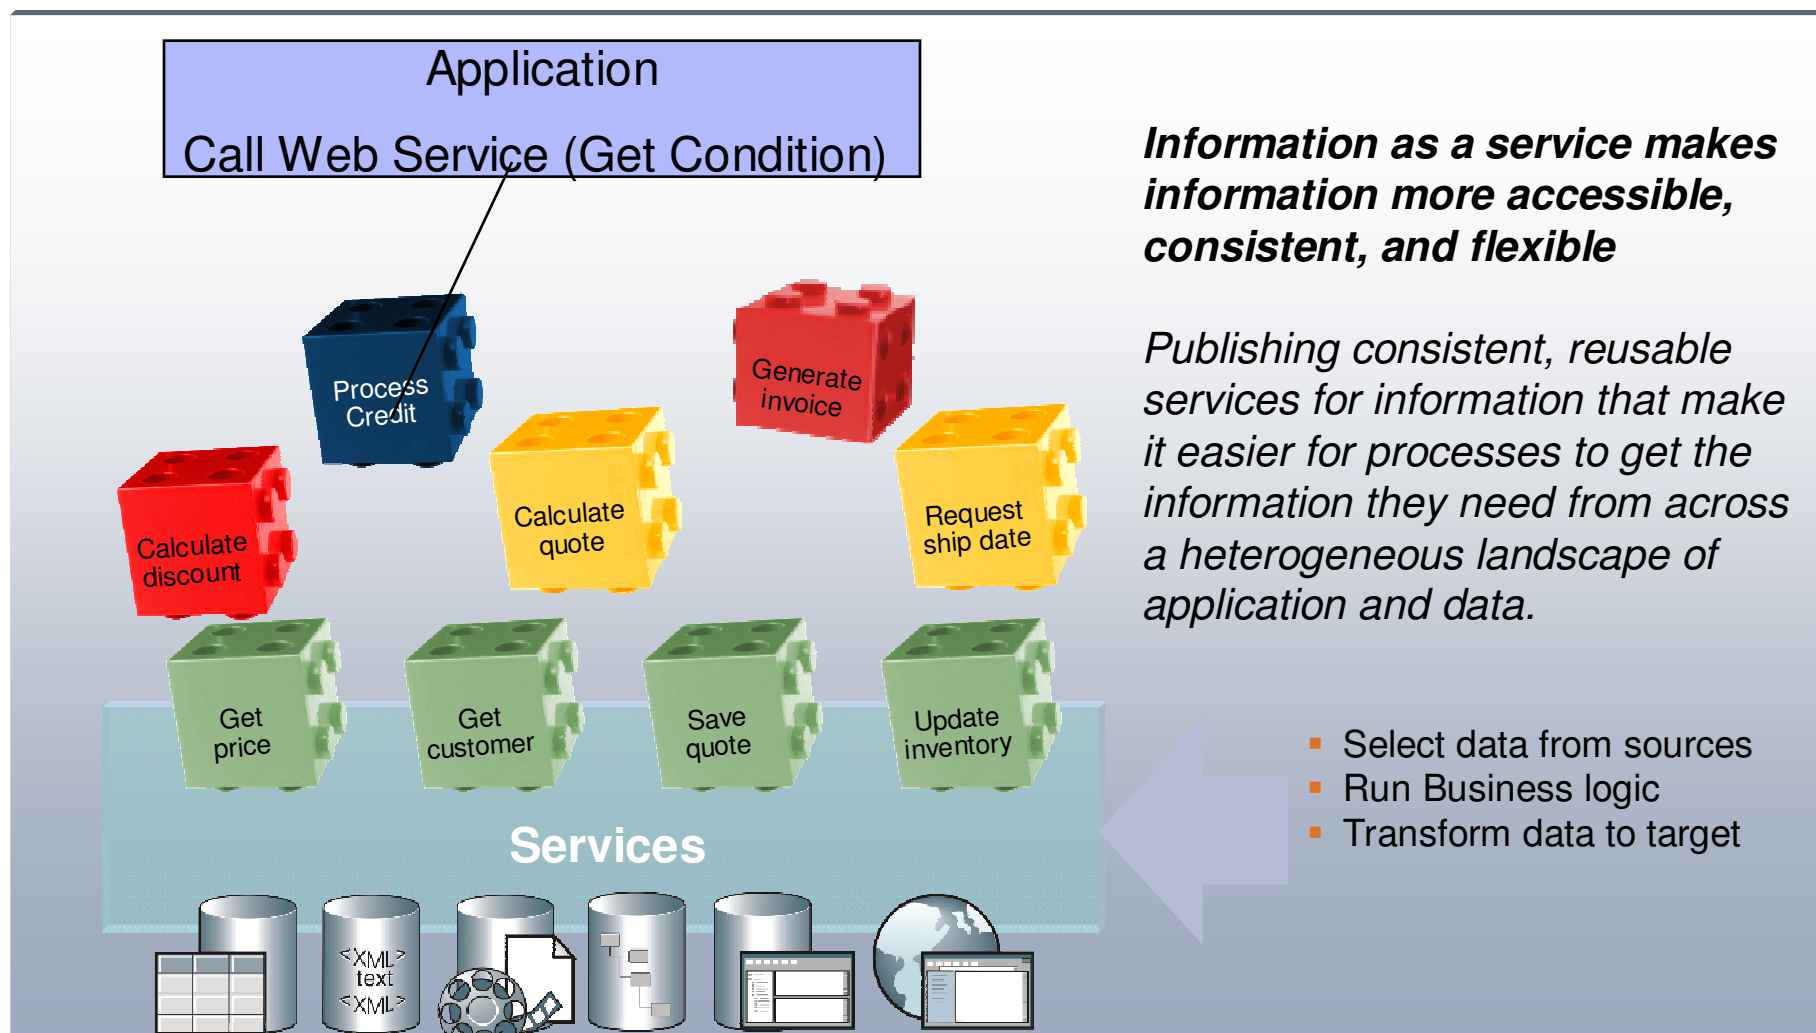 Application
Call Web Service (Get Condition)
Information as a service makes
information more accessible,
consistent, and flexible
Publishing consistent, reusable
services for information that make
it easier for processes to get the
information they need from across
a heterogeneous landscape of
application and data.
Process
Credit
Generate
invoice
Calculate
quote
Request
ship date
Calculate
discount
Get
price
Get
customer
Save
quote
Update
inventory
Select data from sources
Run Business logic
Transform data to target
Services
<XML>
text
<XML>